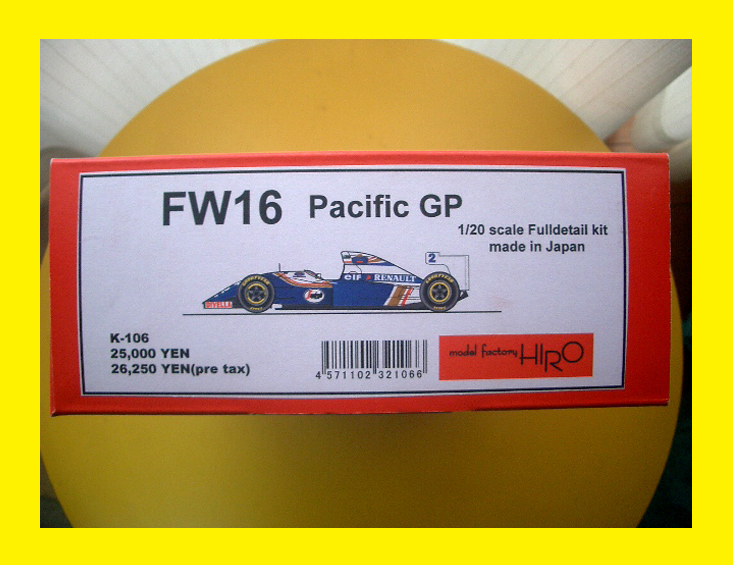 FW16 Pacific GP
1/20 scale Fulldetail kit
made in Japan
2
elf RENAULT
DIVELLA
K-106
25,000 YEN
26,250 YEN(pre tax)
4 571102 321066
model factory HIRO